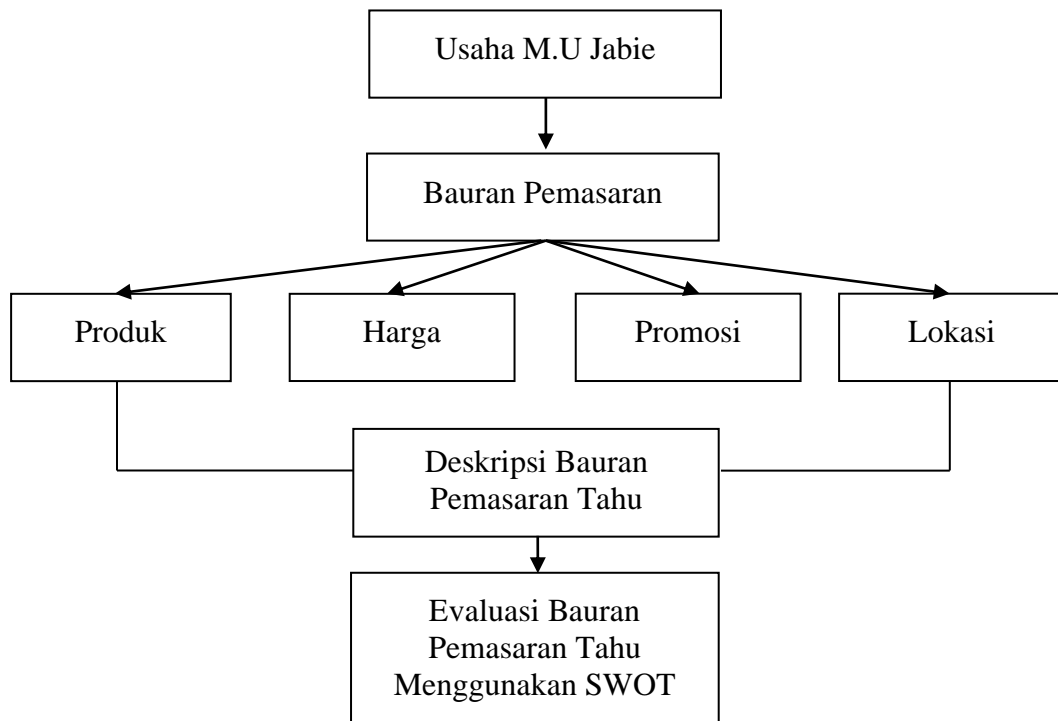 Usaha M.U Jabie
Bauran Pemasaran
Produk
Harga
Promosi
Lokasi
Deskripsi Bauran
Pemasaran Tahu
Evaluasi Bauran
Pemasaran Tahu
Menggunakan SWOT